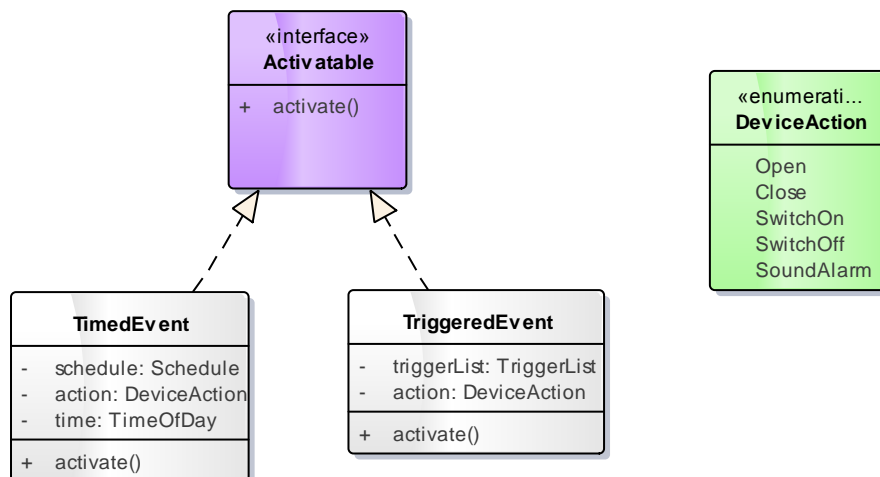 «interface»
Activatable
+ activate()
«enumerati...
DeviceAction
Open
Close
SwitchOn
SwitchOff
SoundAlarm
TimedEvent
- schedule: Schedule
- action: DeviceAction
- time: TimeOfDay
+ activate()
TriggeredEvent
- triggerList: TriggerList
- action: DeviceAction
+ activate()